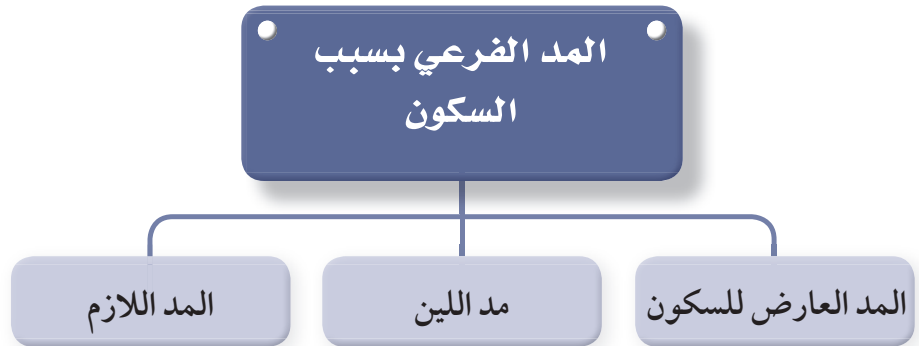 المد الفرعي بسبب
السكون
المد العارض للسكون
مد اللين
المد اللازم